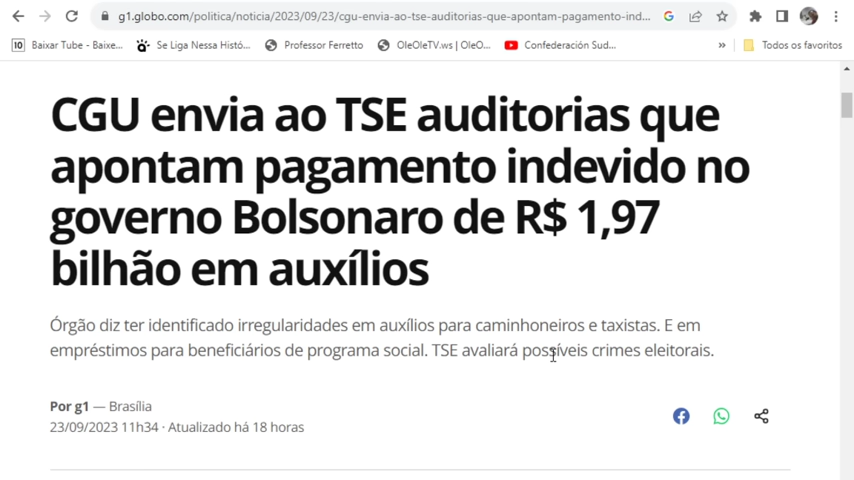 g1.globo.com/politica/noticia/2023/09/23/cgu-envia-ao-tse-auditorias-que-apontam-pagamento-ind...
10 Baixar Tube - Baixe... Se Liga Nessa Histó... Professor Ferretto OleOleTV.ws | OleO... Confederación Sud... » Todos os favoritos
CGU envia ao TSE auditorias que
apontam pagamento indevido no
governo Bolsonaro de R$ 1,97
bilhão em auxílios
Órgão diz ter identificado irregularidades em auxílios para caminhoneiros e taxistas. E em
empréstimos para beneficiários de programa social. TSE avaliará possíveis crimes eleitorais.
Por g1 — Brasília
23/09/2023 11h34 · Atualizado há 18 horas